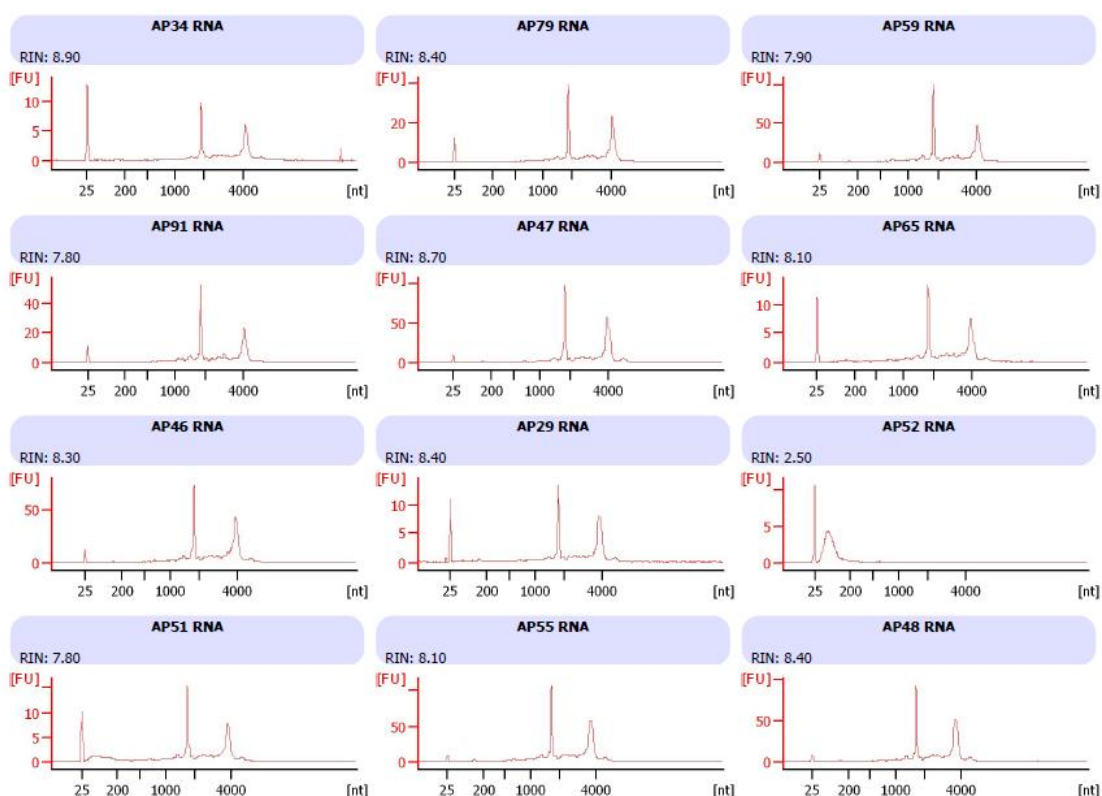 AP34 RNA
RIN: 8.90
[FU]
10
5
0
25 200 1000 4000 [nt]
AP79 RNA
RIN: 8.40
[FU]
20
0
25 200 1000 4000 [nt]
AP59 RNA
RIN: 7.90
[FU]
50
0
25 200 1000 4000 [nt]
AP91 RNA
RIN: 7.80
[FU]
40
20
0
25 200 1000 4000 [nt]
AP47 RNA
RIN: 8.70
[FU]
50
0
25 200 1000 4000 [nt]
AP65 RNA
RIN: 8.10
[FU]
10
5
0
25 200 1000 4000 [nt]
AP46 RNA
RIN: 8.30
[FU]
50
0
25 200 1000 4000 [nt]
AP29 RNA
RIN: 8.40
[FU]
10
5
0
25 200 1000 4000 [nt]
AP52 RNA
RIN: 2.50
[FU]
5
0
25 200 1000 4000 [nt]
AP51 RNA
RIN: 7.80
[FU]
10
5
0
25 200 1000 4000 [nt]
AP55 RNA
RIN: 8.10
[FU]
50
0
25 200 1000 4000 [nt]
AP48 RNA
RIN: 8.40
[FU]
50
0
25 200 1000 4000 [nt]